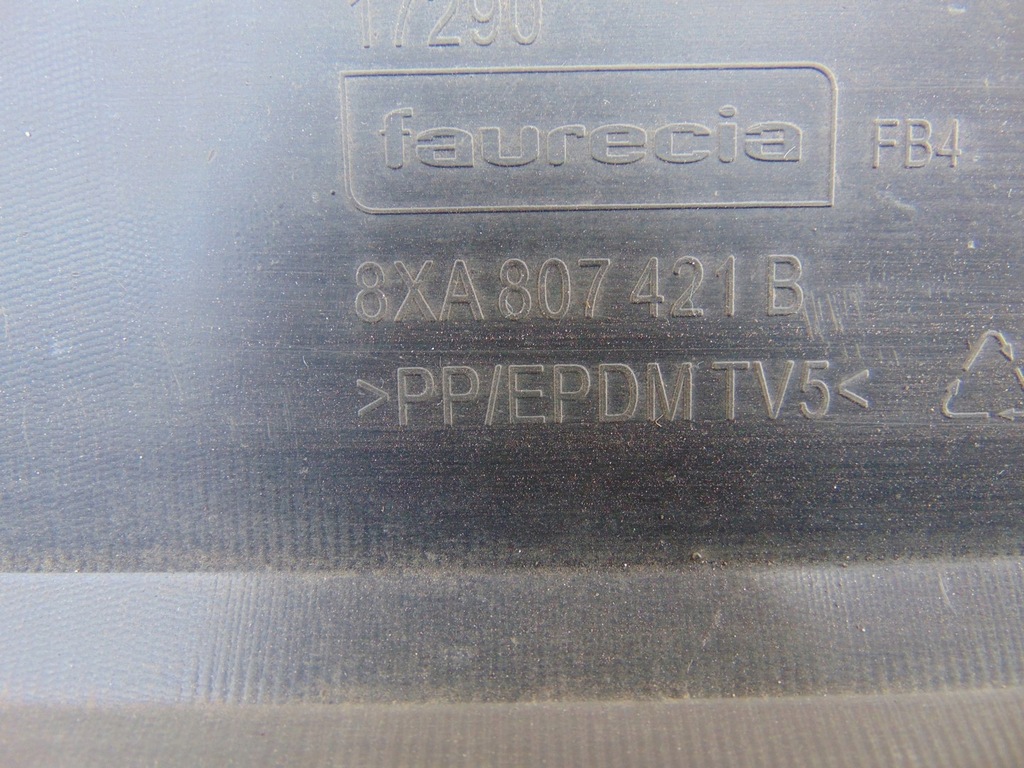 17290
faurecia FB4
8XA 807 421 B
>PP/EPDM TV5<